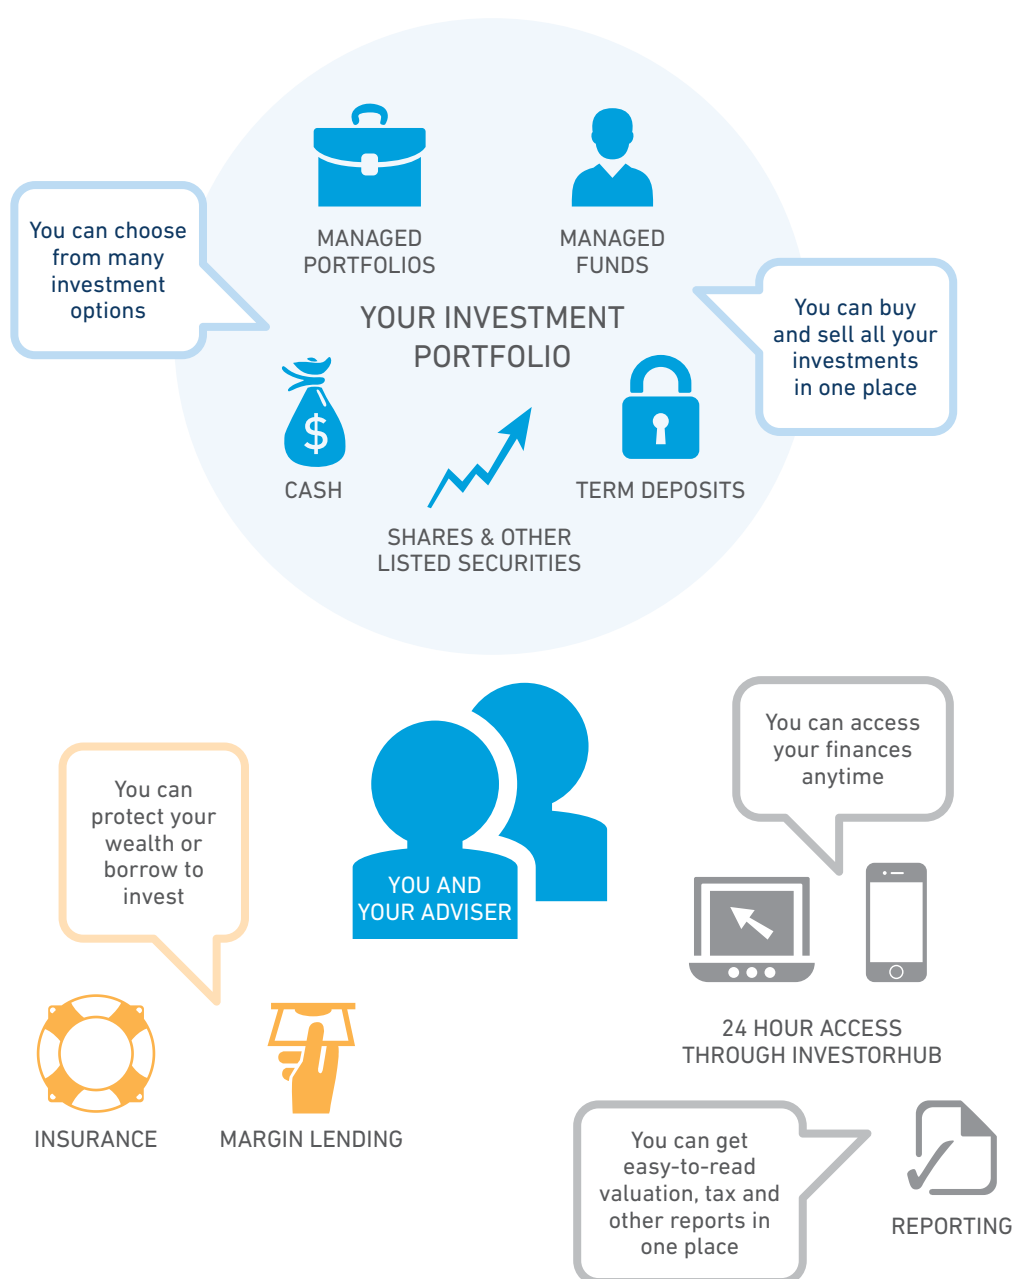 MANAGED
PORTFOLIOS
MANAGED
FUNDS
You can choose
from many
investment
options
YOUR INVESTMENT
PORTFOLIO
You can buy
and sell all your
investments
in one place
$
CASH
TERM DEPOSITS
SHARES & OTHER
LISTED SECURITIES
You can access
your finances
anytime
You can
protect your
wealth or
borrow to
invest
YOU AND
YOUR ADVISER
24 HOUR ACCESS
THROUGH INVESTORHUB
INSURANCE
MARGIN LENDING
You can get
easy-to-read
valuation, tax and
other reports in
one place
REPORTING